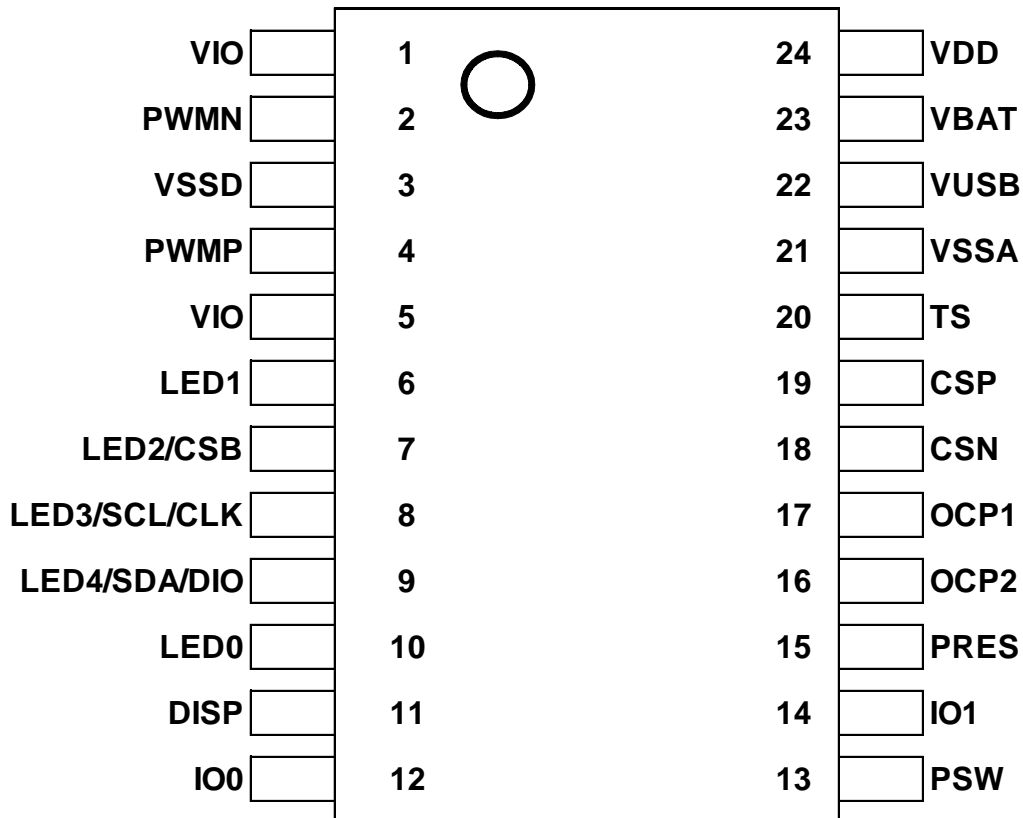 VIO 1 24 VDD
PWMN 2 23 VBAT
VSSD 3 22 VUSB
PWMP 4 21 VSSA
VIO 5 20 TS
LED1 6 19 CSP
LED2/CSB 7 18 CSN
LED3/SCL/CLK 8 17 OCP1
LED4/SDA/DIO 9 16 OCP2
LED0 10 15 PRES
DISP 11 14 IO1
IO0 12 13 PSW